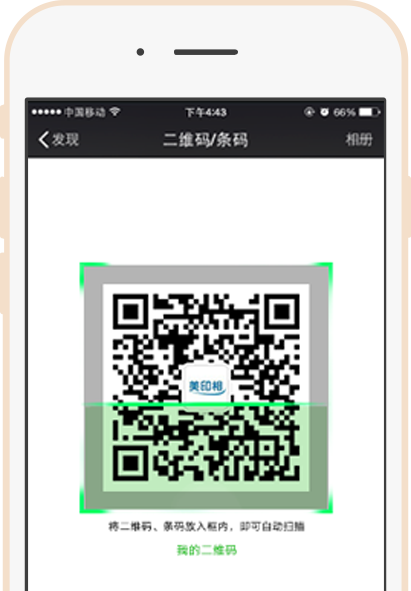 中国移动 下午4:43 66%
发现 二维码/条码 相册
美印相
将二维码、条码放入框内，即可自动扫描
我的二维码